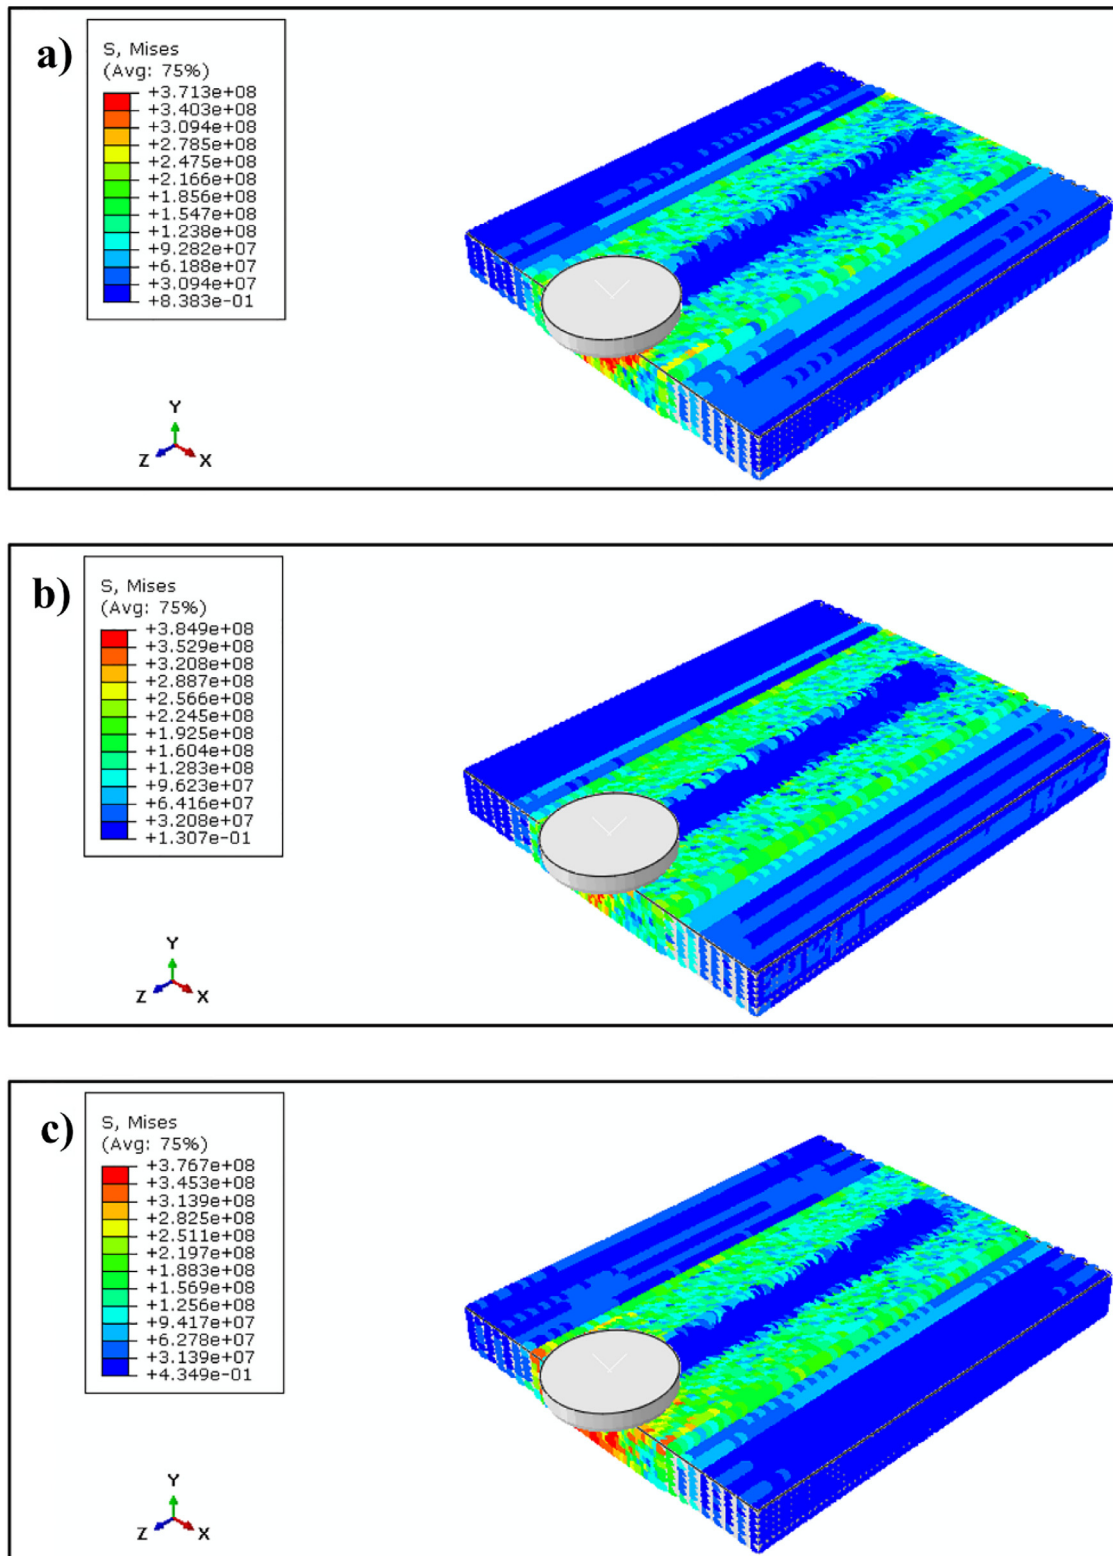 a)
S, Mises
(Avg: 75%)
+3.713e+08
+3.403e+08
+3.094e+08
+2.785e+08
+2.475e+08
+2.166e+08
+1.856e+08
+1.547e+08
+1.238e+08
+9.282e+07
+6.188e+07
+3.094e+07
+8.383e-01
Y
Z
X
b)
S, Mises
(Avg: 75%)
+3.849e+08
+3.529e+08
+3.208e+08
+2.887e+08
+2.566e+08
+2.245e+08
+1.925e+08
+1.604e+08
+1.283e+08
+9.623e+07
+6.416e+07
+3.208e+07
+1.307e-01
Y
Z
X
c)
S, Mises
(Avg: 75%)
+3.767e+08
+3.453e+08
+3.139e+08
+2.825e+08
+2.511e+08
+2.197e+08
+1.883e+08
+1.569e+08
+1.256e+08
+9.417e+07
+6.278e+07
+3.139e+07
+4.349e-01
Y
Z
X